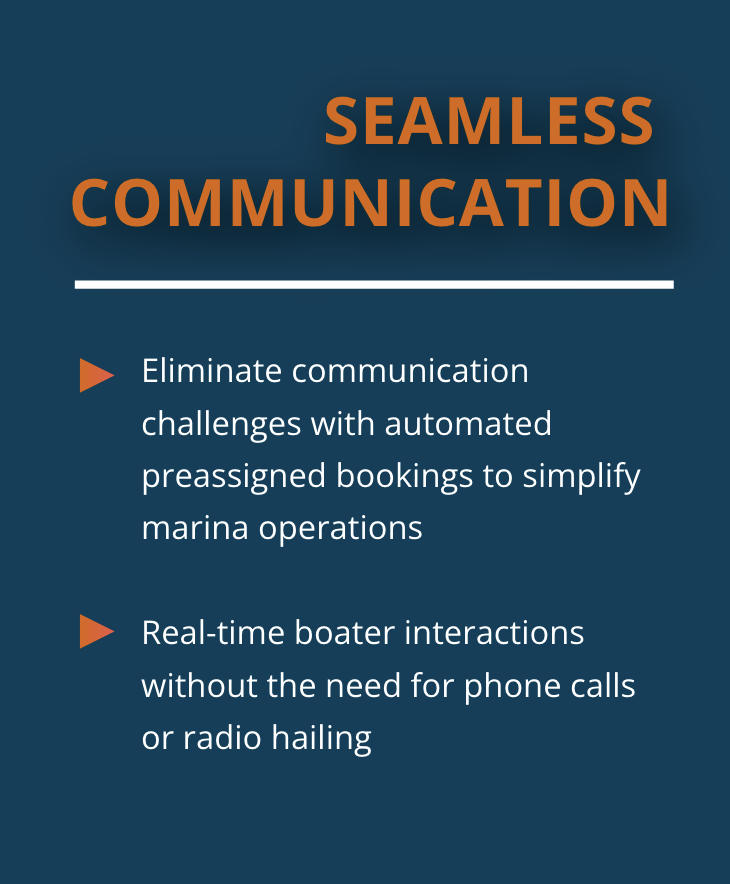 SEAMLESS
COMMUNICATION
Eliminate communication
challenges with automated
preassigned bookings to simplify
marina operations
Real-time boater interactions
without the need for phone calls
or radio hailing